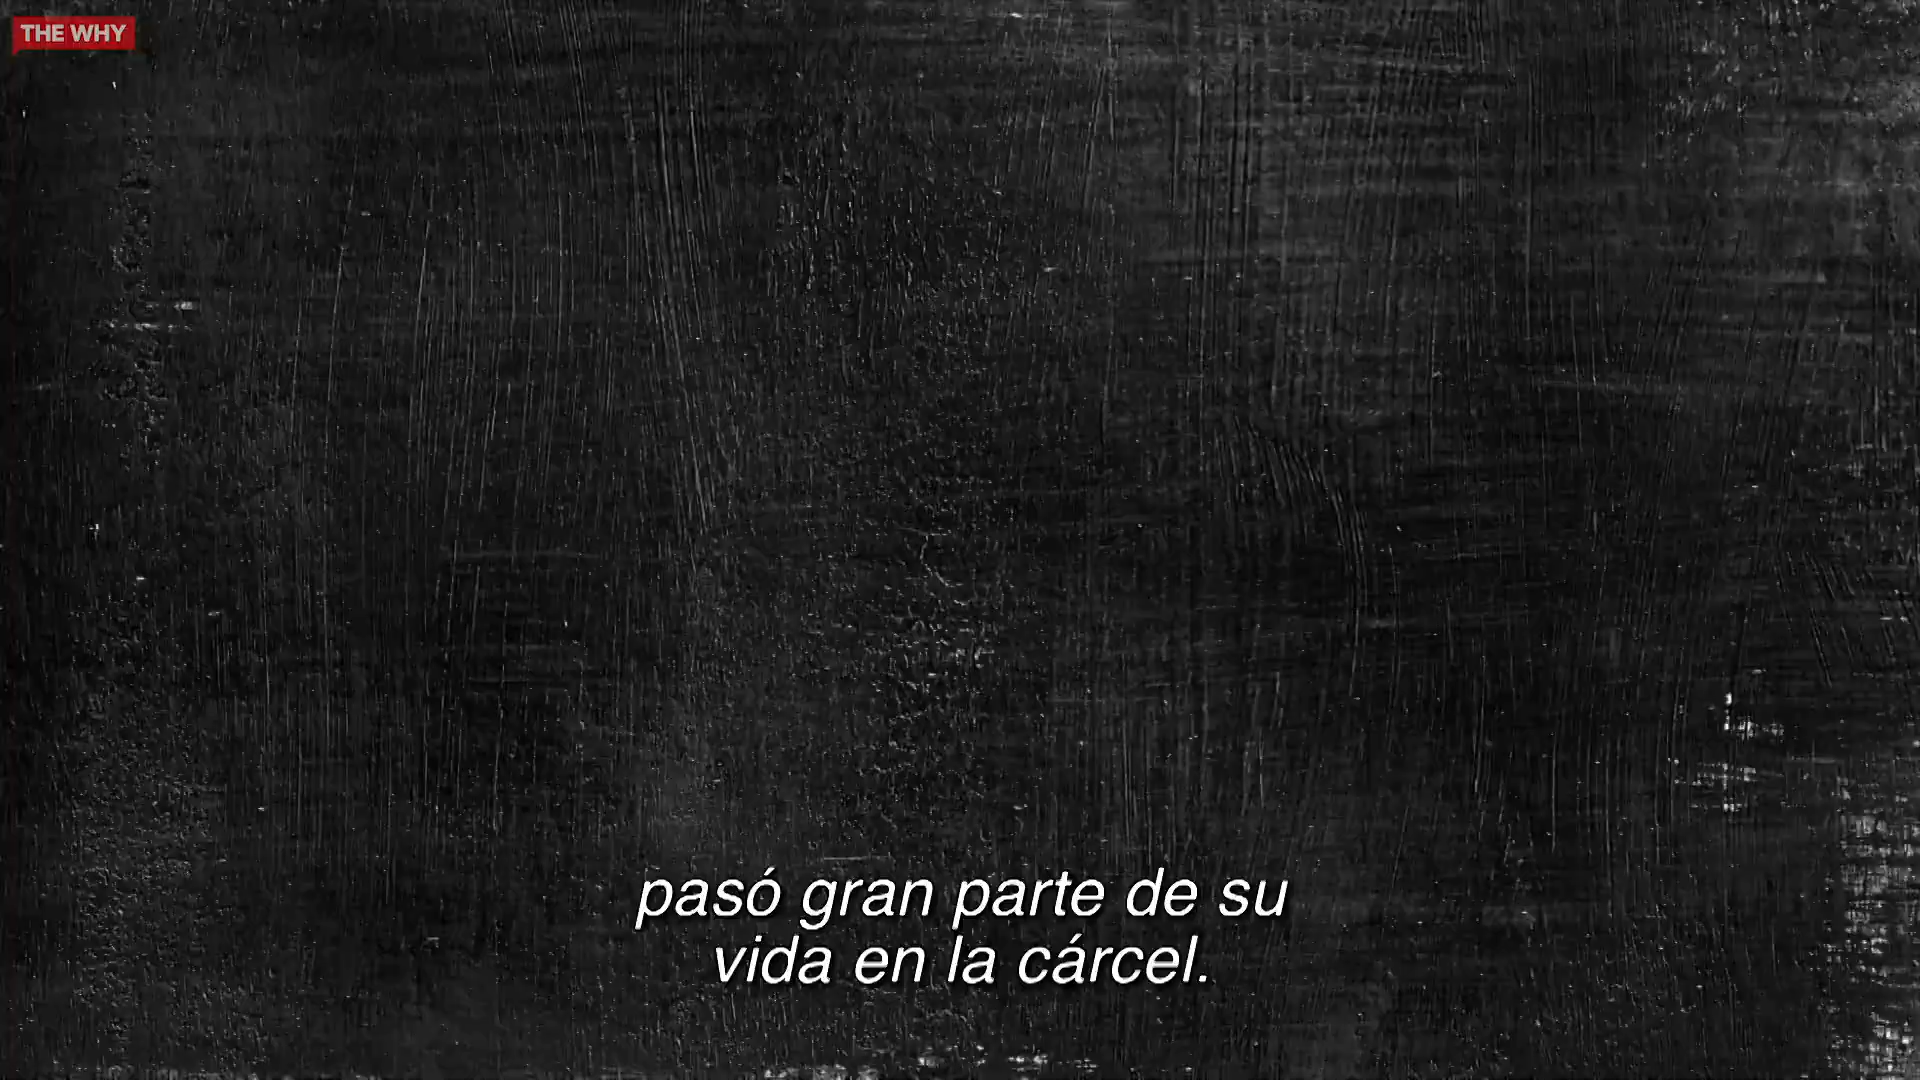 THE WHY
pasó gran parte de su
vida en la cárcel.